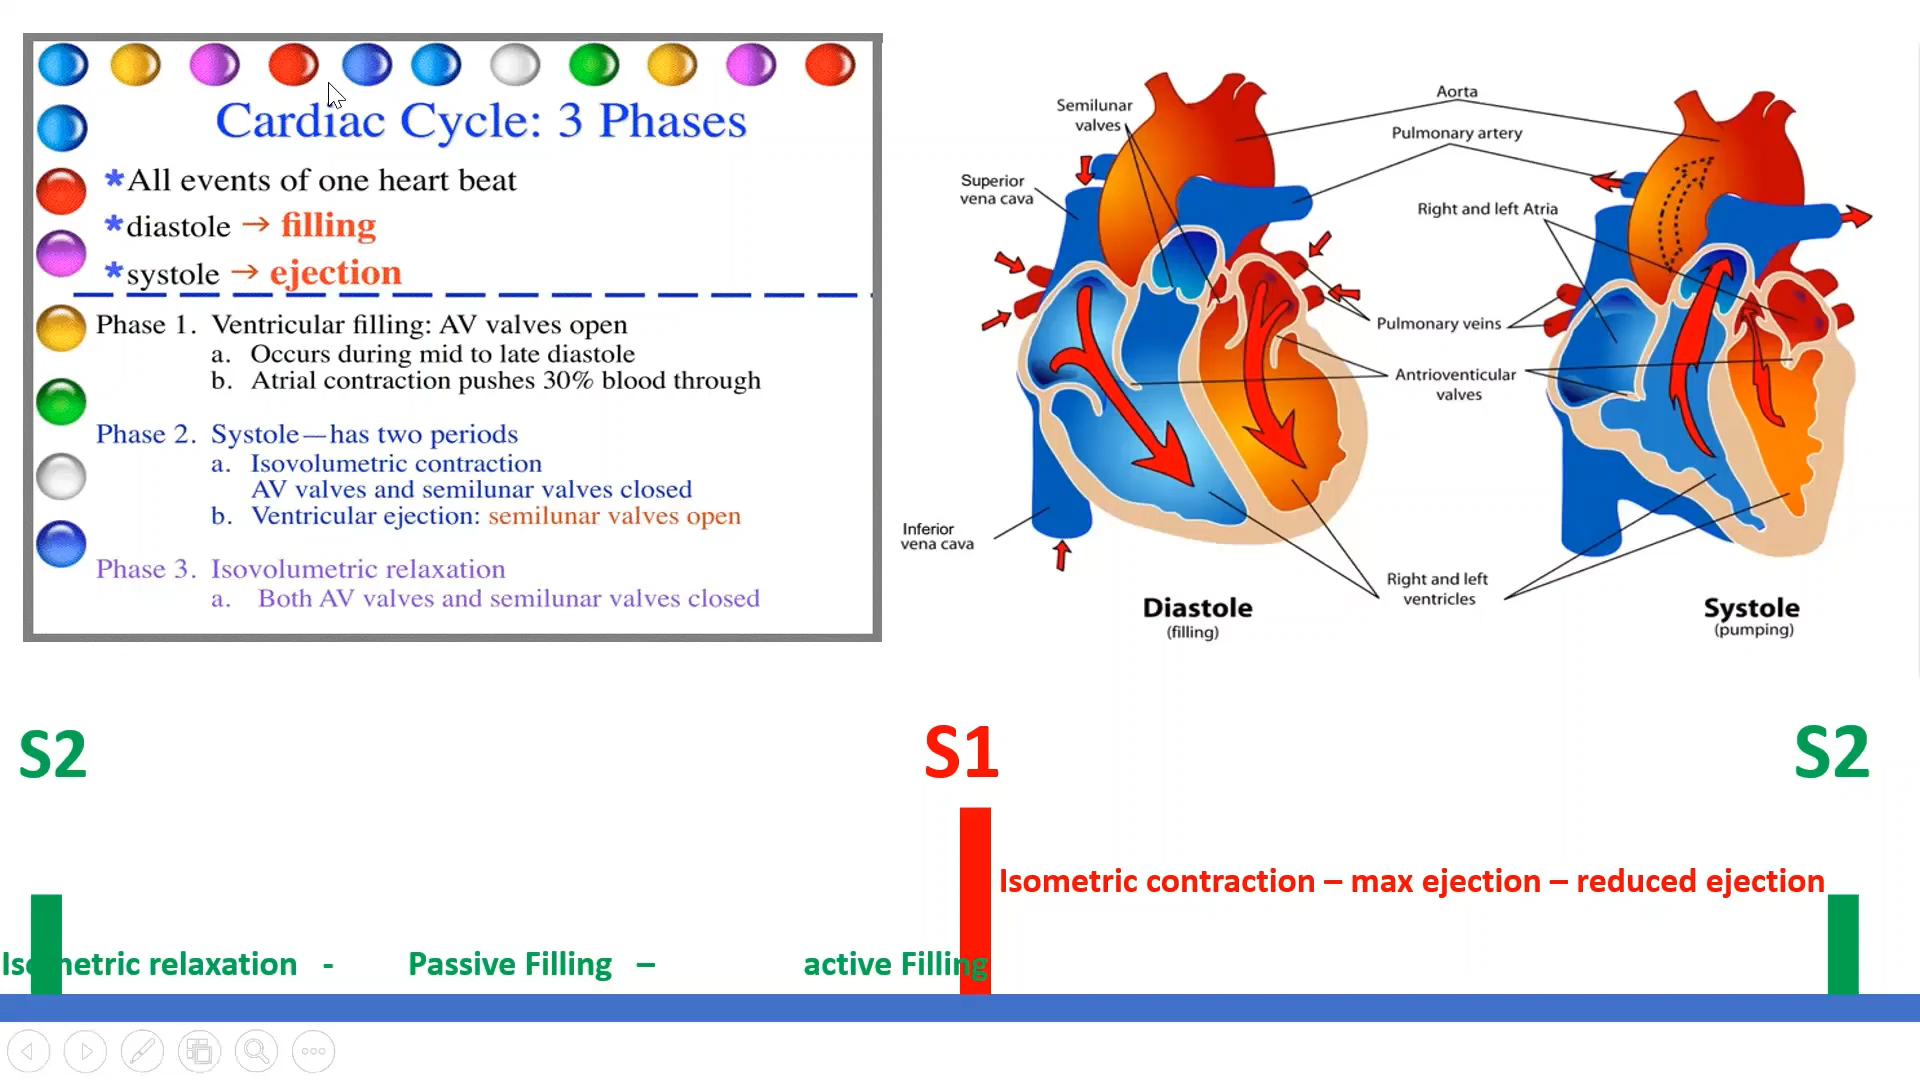 Cardiac Cycle: 3 Phases
*All events of one heart beat
*diastole → filling
*systole → ejection
Phase 1. Ventricular filling: AV valves open
a. Occurs during mid to late diastole
b. Atrial contraction pushes 30% blood through
Phase 2. Systole—has two periods
a. Isovolumetric contraction
AV valves and semilunar valves closed
b. Ventricular ejection: semilunar valves open
Phase 3. Isovolumetric relaxation
a. Both AV valves and semilunar valves closed
Semilunar
valves
Aorta
Pulmonary artery
Superior
vena cava
Right and left Atria
Pulmonary veins
Antrioventicular
valves
Inferior
vena cava
Right and left
ventricles
Diastole
(filling)
Systole
(pumping)
S2
S1
S2
Isometric contraction – max ejection – reduced ejection
Isometric relaxation - Passive Filling – active Filling